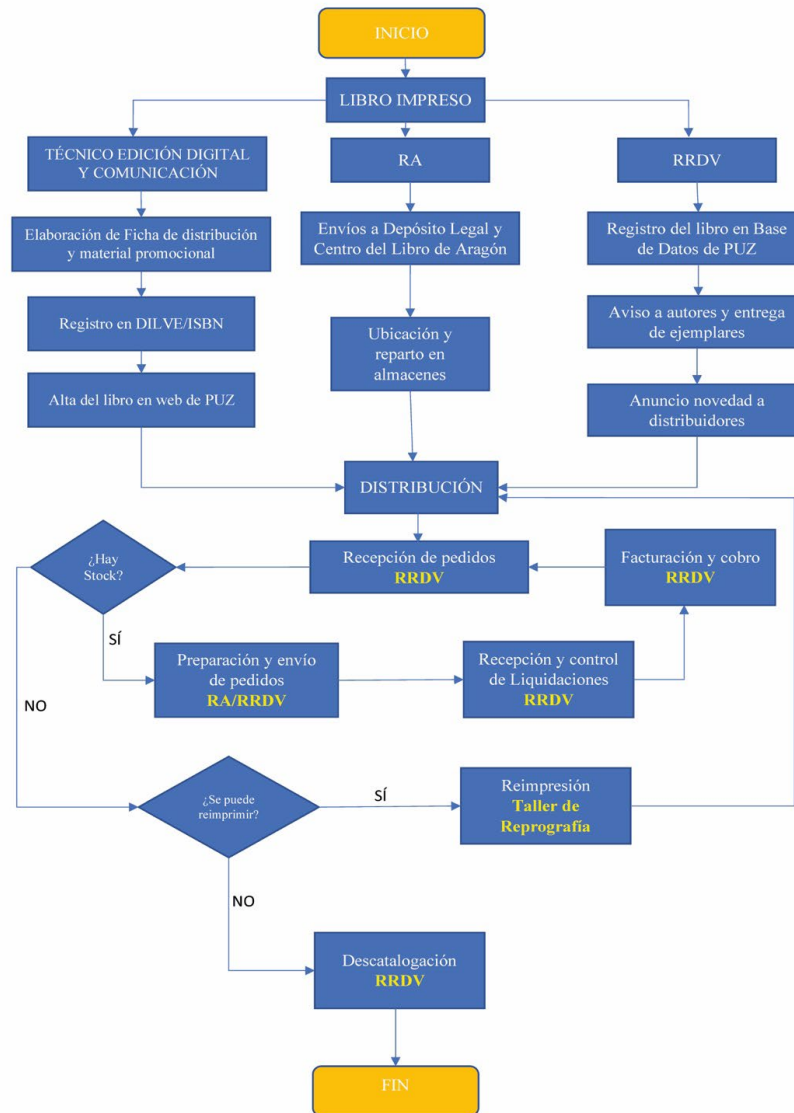 INICIO
LIBRO IMPRESO
TÉCNICO EDICIÓN DIGITAL
Y COMUNICACIÓN
RA
RRDV
Elaboración de Ficha de distribución
y material promocional
Envíos a Depósito Legal y
Centro del Libro de Aragón
Registro del libro en Base
de Datos de PUZ
Registro en DILVE/ISBN
Ubicación y
reparto en
almacenes
Aviso a autores y entrega
de ejemplares
Alta del libro en web de PUZ
Anuncio novedad a
distribuidores
DISTRIBUCIÓN
¿Hay
Stock?
Recepción de pedidos
RRDV
Facturación y cobro
RRDV
SÍ
Preparación y envío
de pedidos
RA/RRDV
Recepción y control
de Liquidaciones
RRDV
NO
¿Se puede
reimprimir?
SÍ
Reimpresión
Taller de
Reprografía
NO
Descatalogación
RRDV
FIN